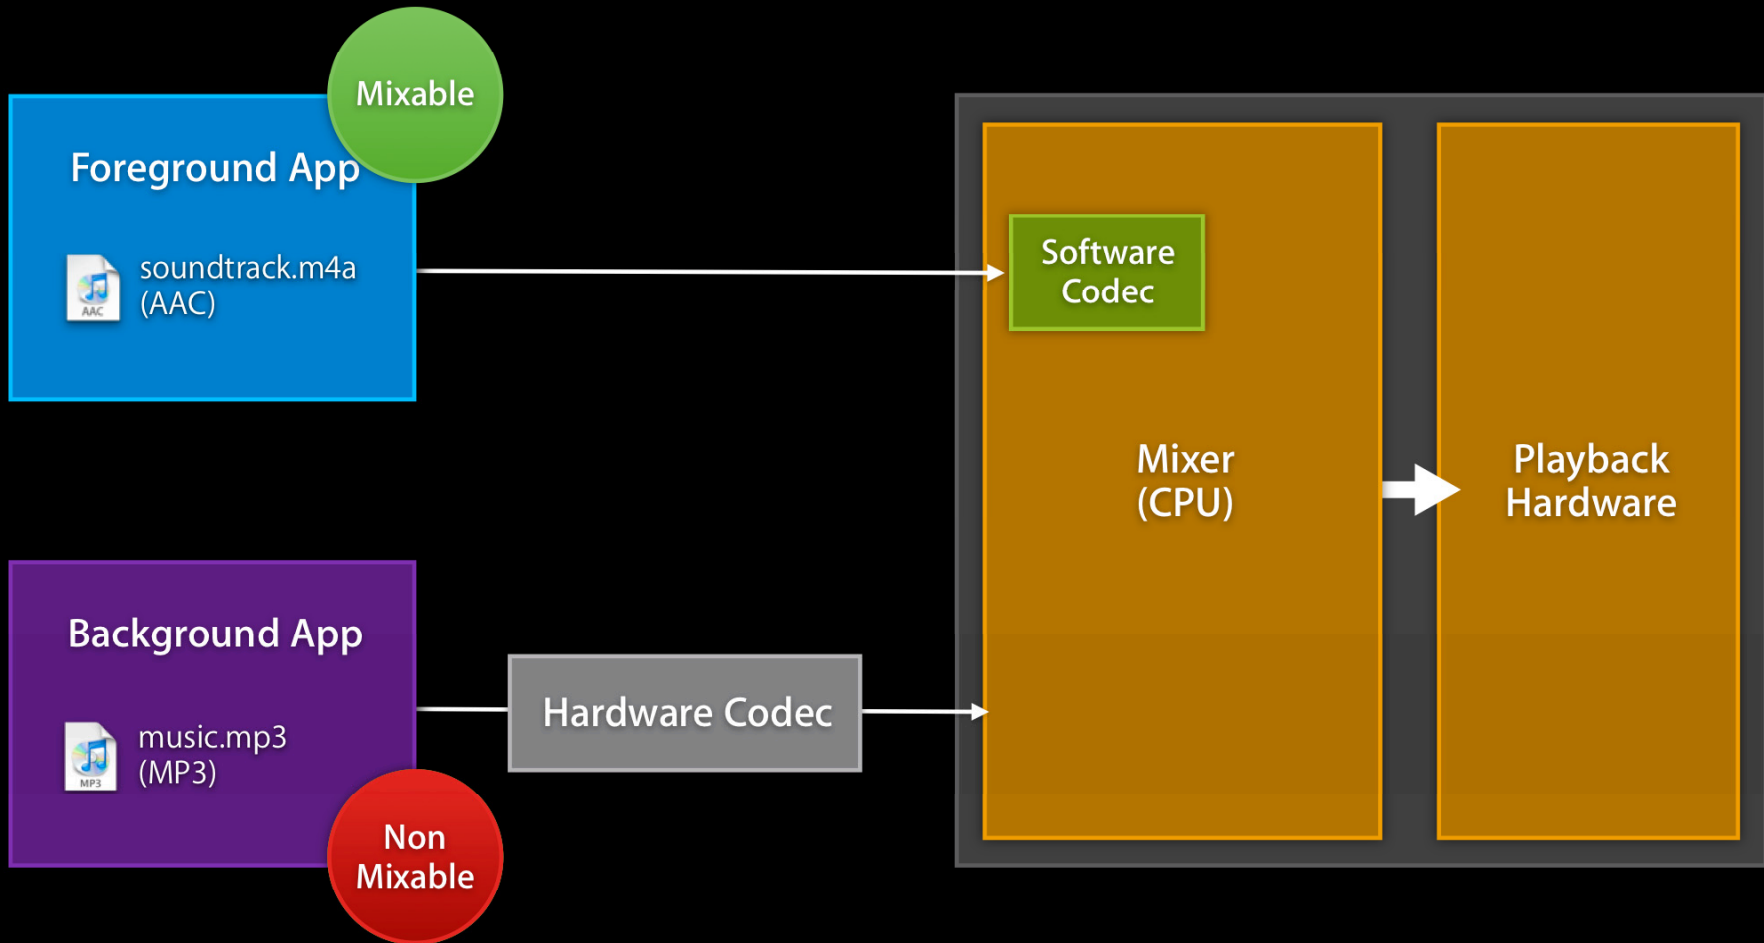 Mixable
Foreground App
soundtrack.m4a
(AAC)
AAC
Software
Codec
Mixer
(CPU)
Playback
Hardware
Background App
music.mp3
(MP3)
MP3
Hardware Codec
Non
Mixable